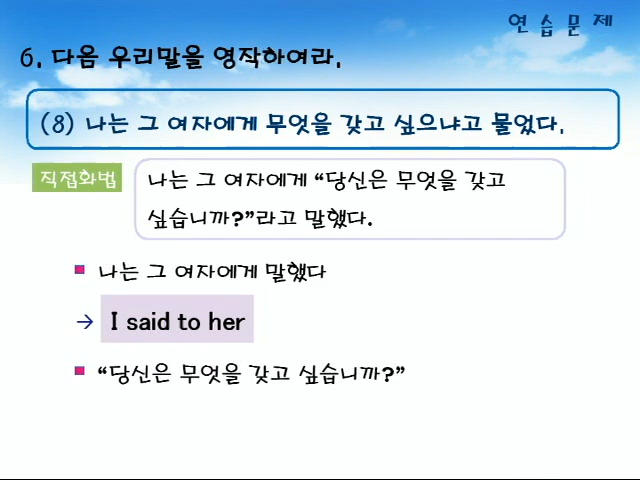 연 습 문 제
6. 다음 우리말을 영작하여라.
(8) 나는 그 여자에게 무엇을 갖고 싶으냐고 물었다.
직접화법
나는 그 여자에게 “당신은 무엇을 갖고
싶습니까?”라고 말했다.
나는 그 여자에게 말했다
→ I said to her
“당신은 무엇을 갖고 싶습니까?”